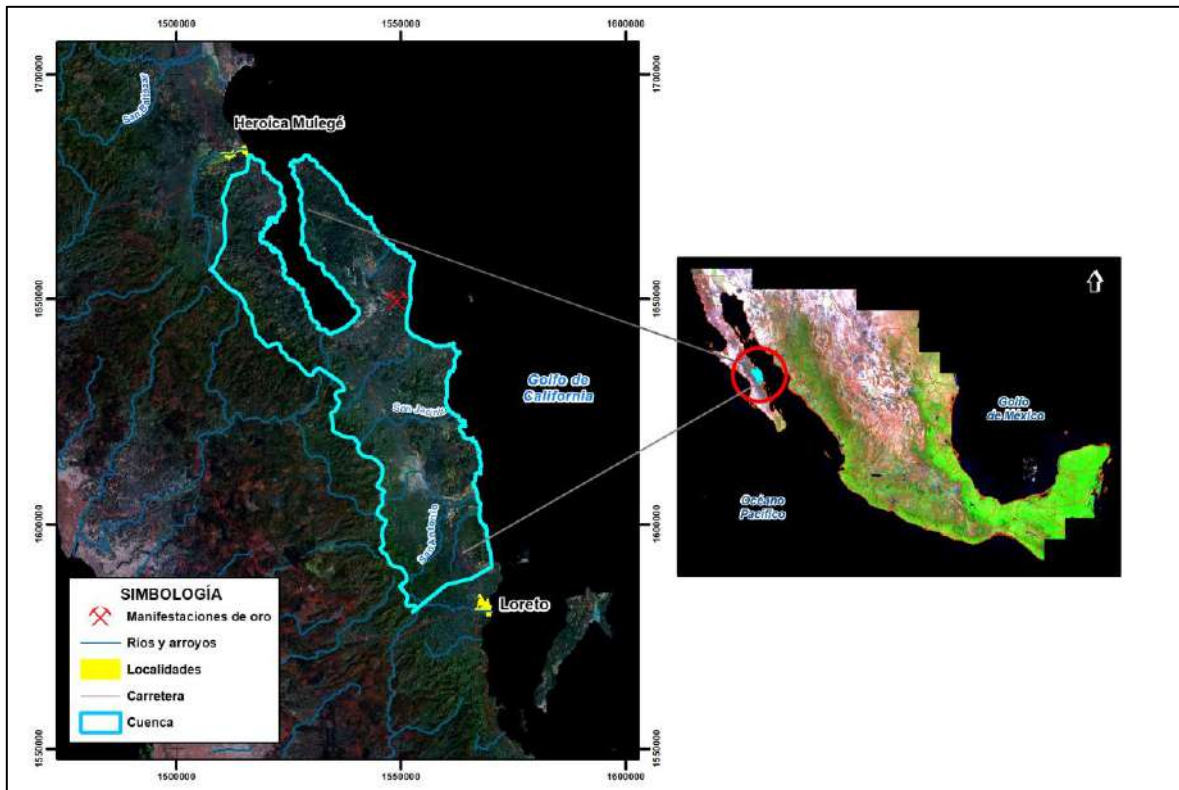 1500000
1550000
1600000
1700000
1700000
San Baltazar
Heroica Mulegé
1650000
1650000
Golfo de
California
San Javier
Golfo
de México
Océano
Pacífico
1600000
1600000
San Antonio
Loreto
SIMBOLOGÍA
Manifestaciones de oro
Ríos y arroyos
Localidades
Carretera
Cuenca
1550000
1550000
1500000
1550000
1600000